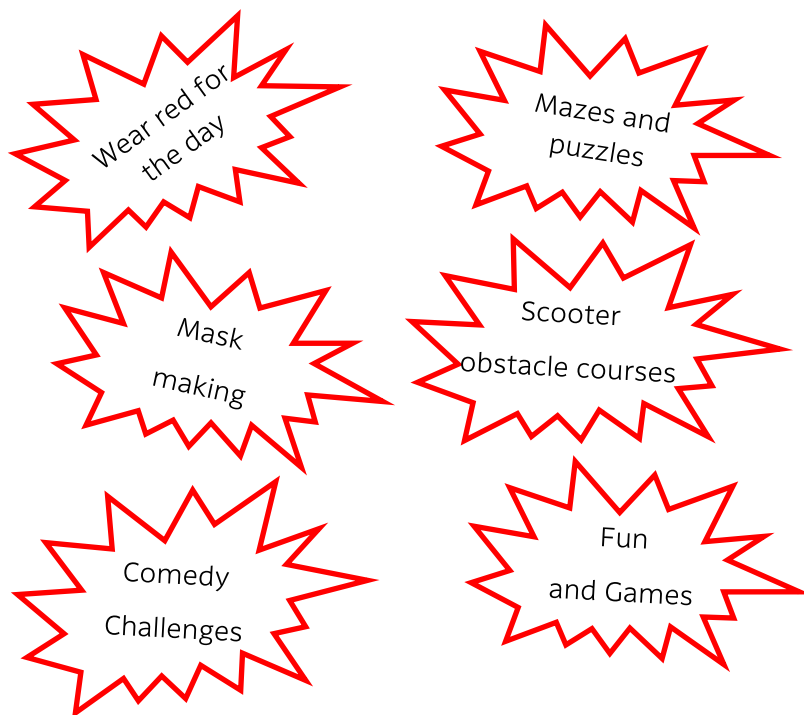 Wear red for
the day
Mazes and
puzzles
Mask
making
Scooter
obstacle courses
Comedy
Challenges
Fun
and Games